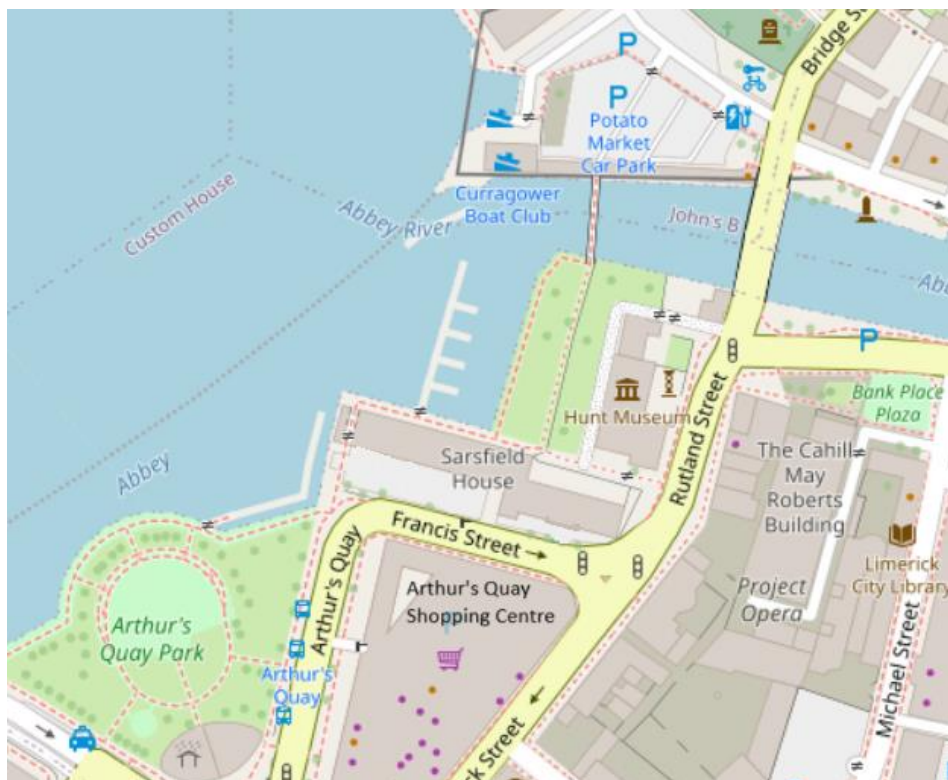 Bridge S
P
P
Potato
Market
Car Park
Custom House
Curragower
Boat Club
Abbey River
John's B
Ab
P
Bank Place
Plaza
Hunt Museum
Rutland Street
The Cahill
May
Roberts
Building
Sarsfield
House
Abbey
Francis Street
Limerick
City Library
Arthur's Quay
Arthur's Quay
Shopping Centre
Project
Opera
Arthur's
Quay Park
Arthur's
Quay
Michael Street
k Street